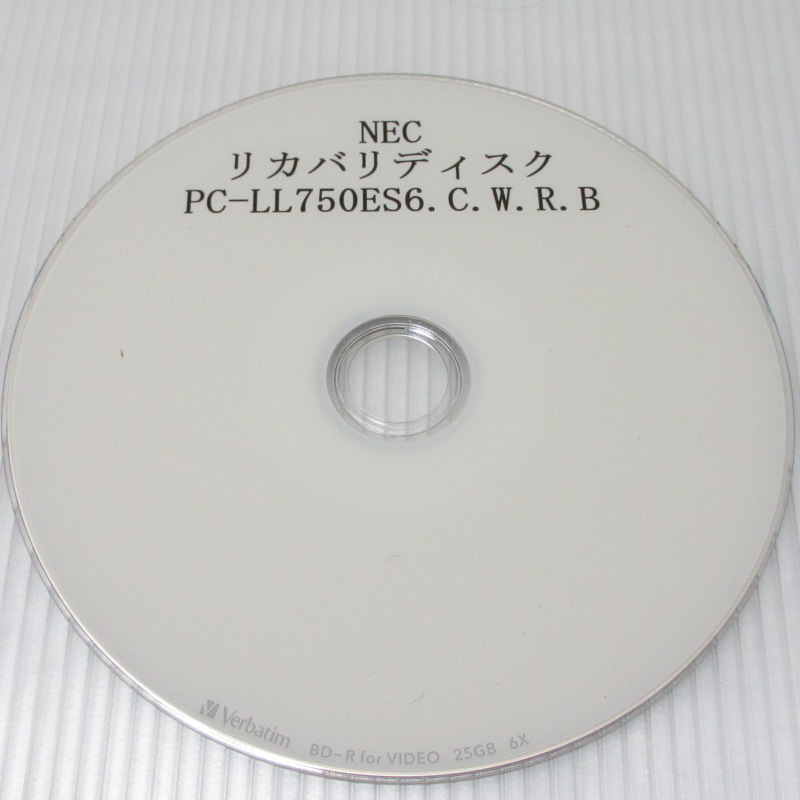 NEC
リカバリディスク
PC-LL750ES6.C.W.R.B
Verbatim BD-R for VIDEO 25GB 6X